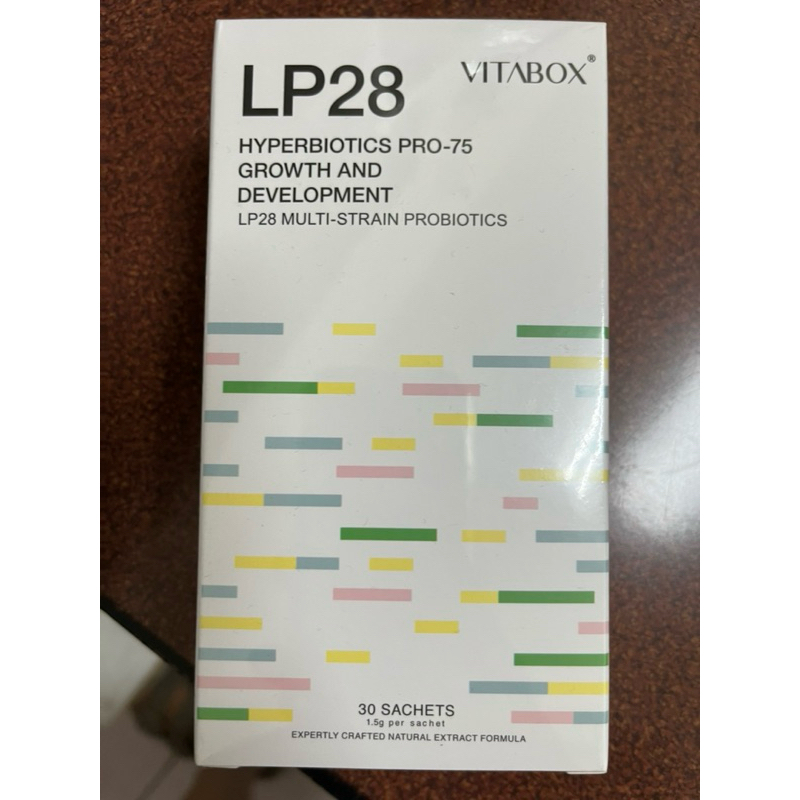 LP28
VITABOX®
HYPERBIOTICS PRO-75
GROWTH AND
DEVELOPMENT
LP28 MULTI-STRAIN PROBIOTICS
30 SACHETS
1.5g per sachet
EXPERTLY CRAFTED NATURAL EXTRACT FORMULA